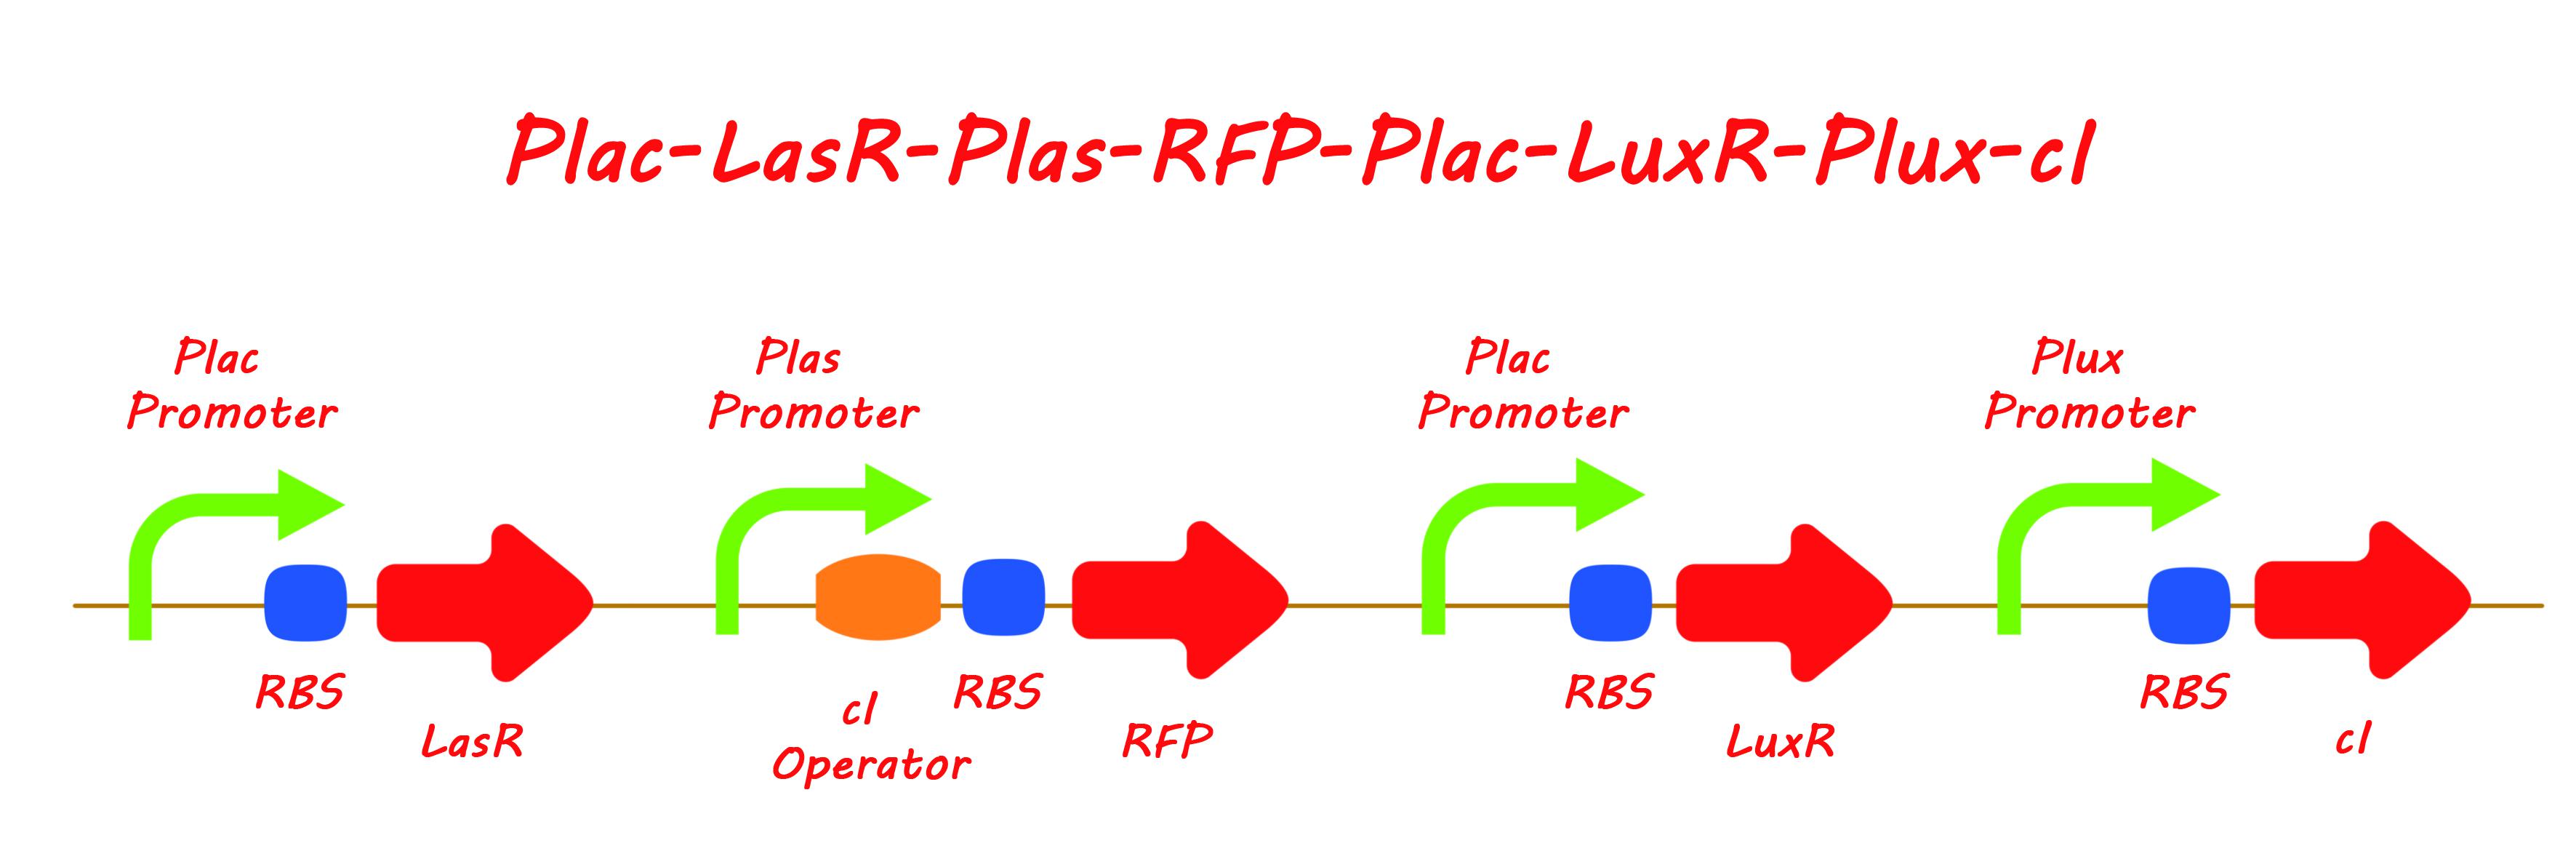 Plac-LasR-Plas-RFP-Plac-LuxR-Plux-cI
Plac
Promoter
Plas
Promoter
Plac
Promoter
Plux
Promoter
RBS
LasR
cI
Operator
RBS
RFP
RBS
LuxR
RBS
cI